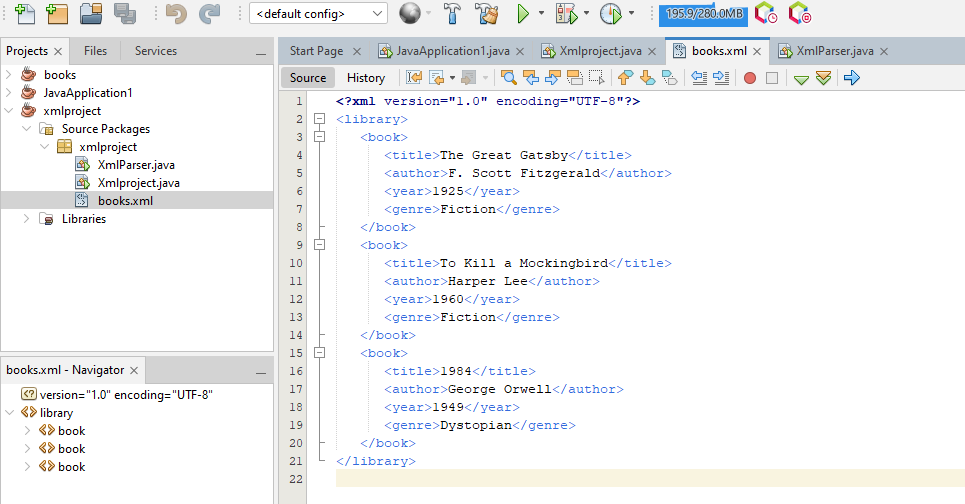 <default config>
195.9/280.0MB
Projects
Files
Services
books
JavaApplication1
xmlproject
Source Packages
xmlproject
XmlParser.java
Xmlproject.java
books.xml
Libraries
books.xml - Navigator
version="1.0" encoding="UTF-8"
library
book
book
book
Start Page
JavaApplication1.java
Xmlproject.java
books.xml
XmlParser.java
Source
History
1 <?xml version="1.0" encoding="UTF-8"?>
2 <library>
3 <book>
4 <title>The Great Gatsby</title>
5 <author>F. Scott Fitzgerald</author>
6 <year>1925</year>
7 <genre>Fiction</genre>
8 </book>
9 <book>
10 <title>To Kill a Mockingbird</title>
11 <author>Harper Lee</author>
12 <year>1960</year>
13 <genre>Fiction</genre>
14 </book>
15 <book>
16 <title>1984</title>
17 <author>George Orwell</author>
18 <year>1949</year>
19 <genre>Dystopian</genre>
20 </book>
21 </library>
22